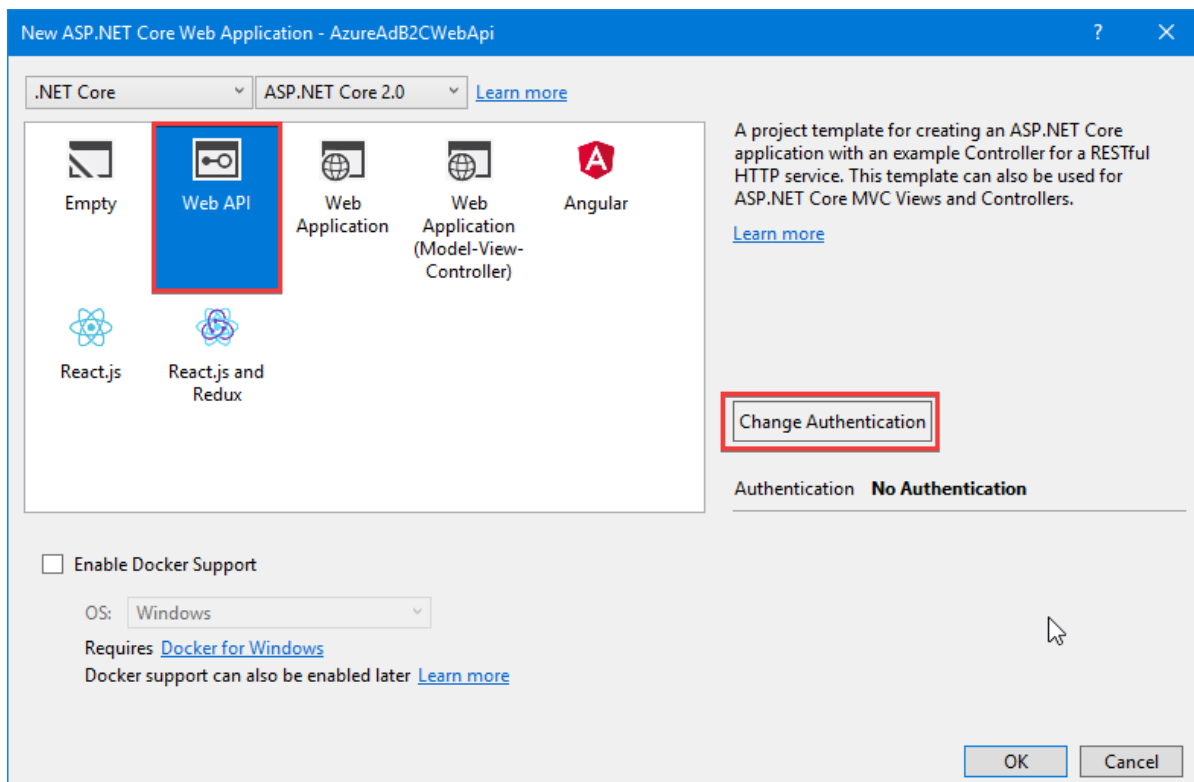 New ASP.NET Core Web Application - AzureAdB2CWebApi
?
.NET Core
ASP.NET Core 2.0
Learn more
Empty
Web API
Web
Application
Web
Application
(Model-View-
Controller)
Angular
React.js
React.js and
Redux
A project template for creating an ASP.NET Core
application with an example Controller for a RESTful
HTTP service. This template can also be used for
ASP.NET Core MVC Views and Controllers.
Learn more
Change Authentication
Authentication No Authentication
Enable Docker Support
OS: Windows
Requires Docker for Windows
Docker support can also be enabled later Learn more
OK
Cancel